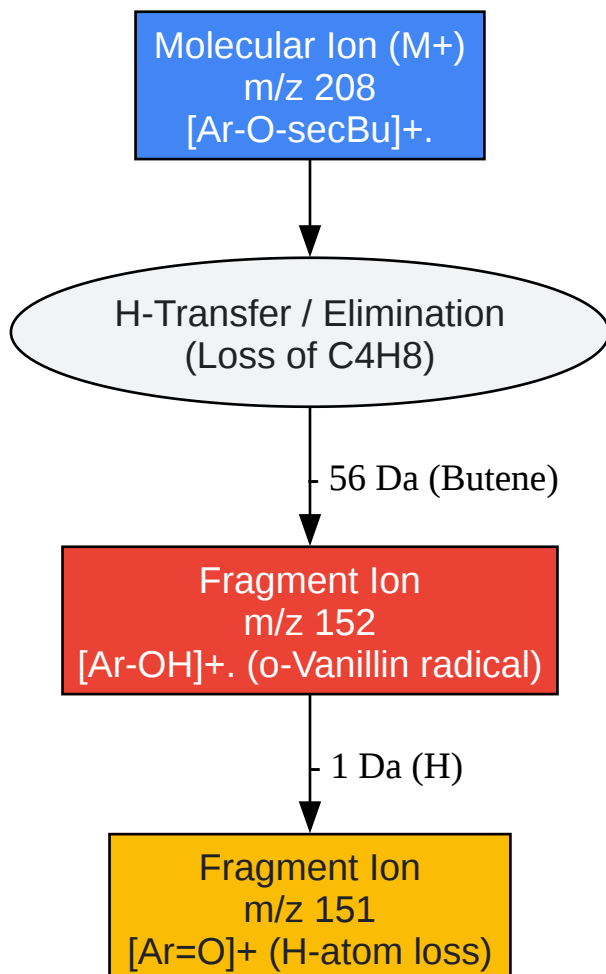 Molecular Ion (M+)
m/z 208
[Ar-O-secBu]+.
H-Transfer / Elimination
(Loss of C4H8)
- 56 Da (Butene)
Fragment Ion
m/z 152
[Ar-OH]+. (o-Vanillin radical)
- 1 Da (H)
Fragment Ion
m/z 151
[Ar=O]+ (H-atom loss)